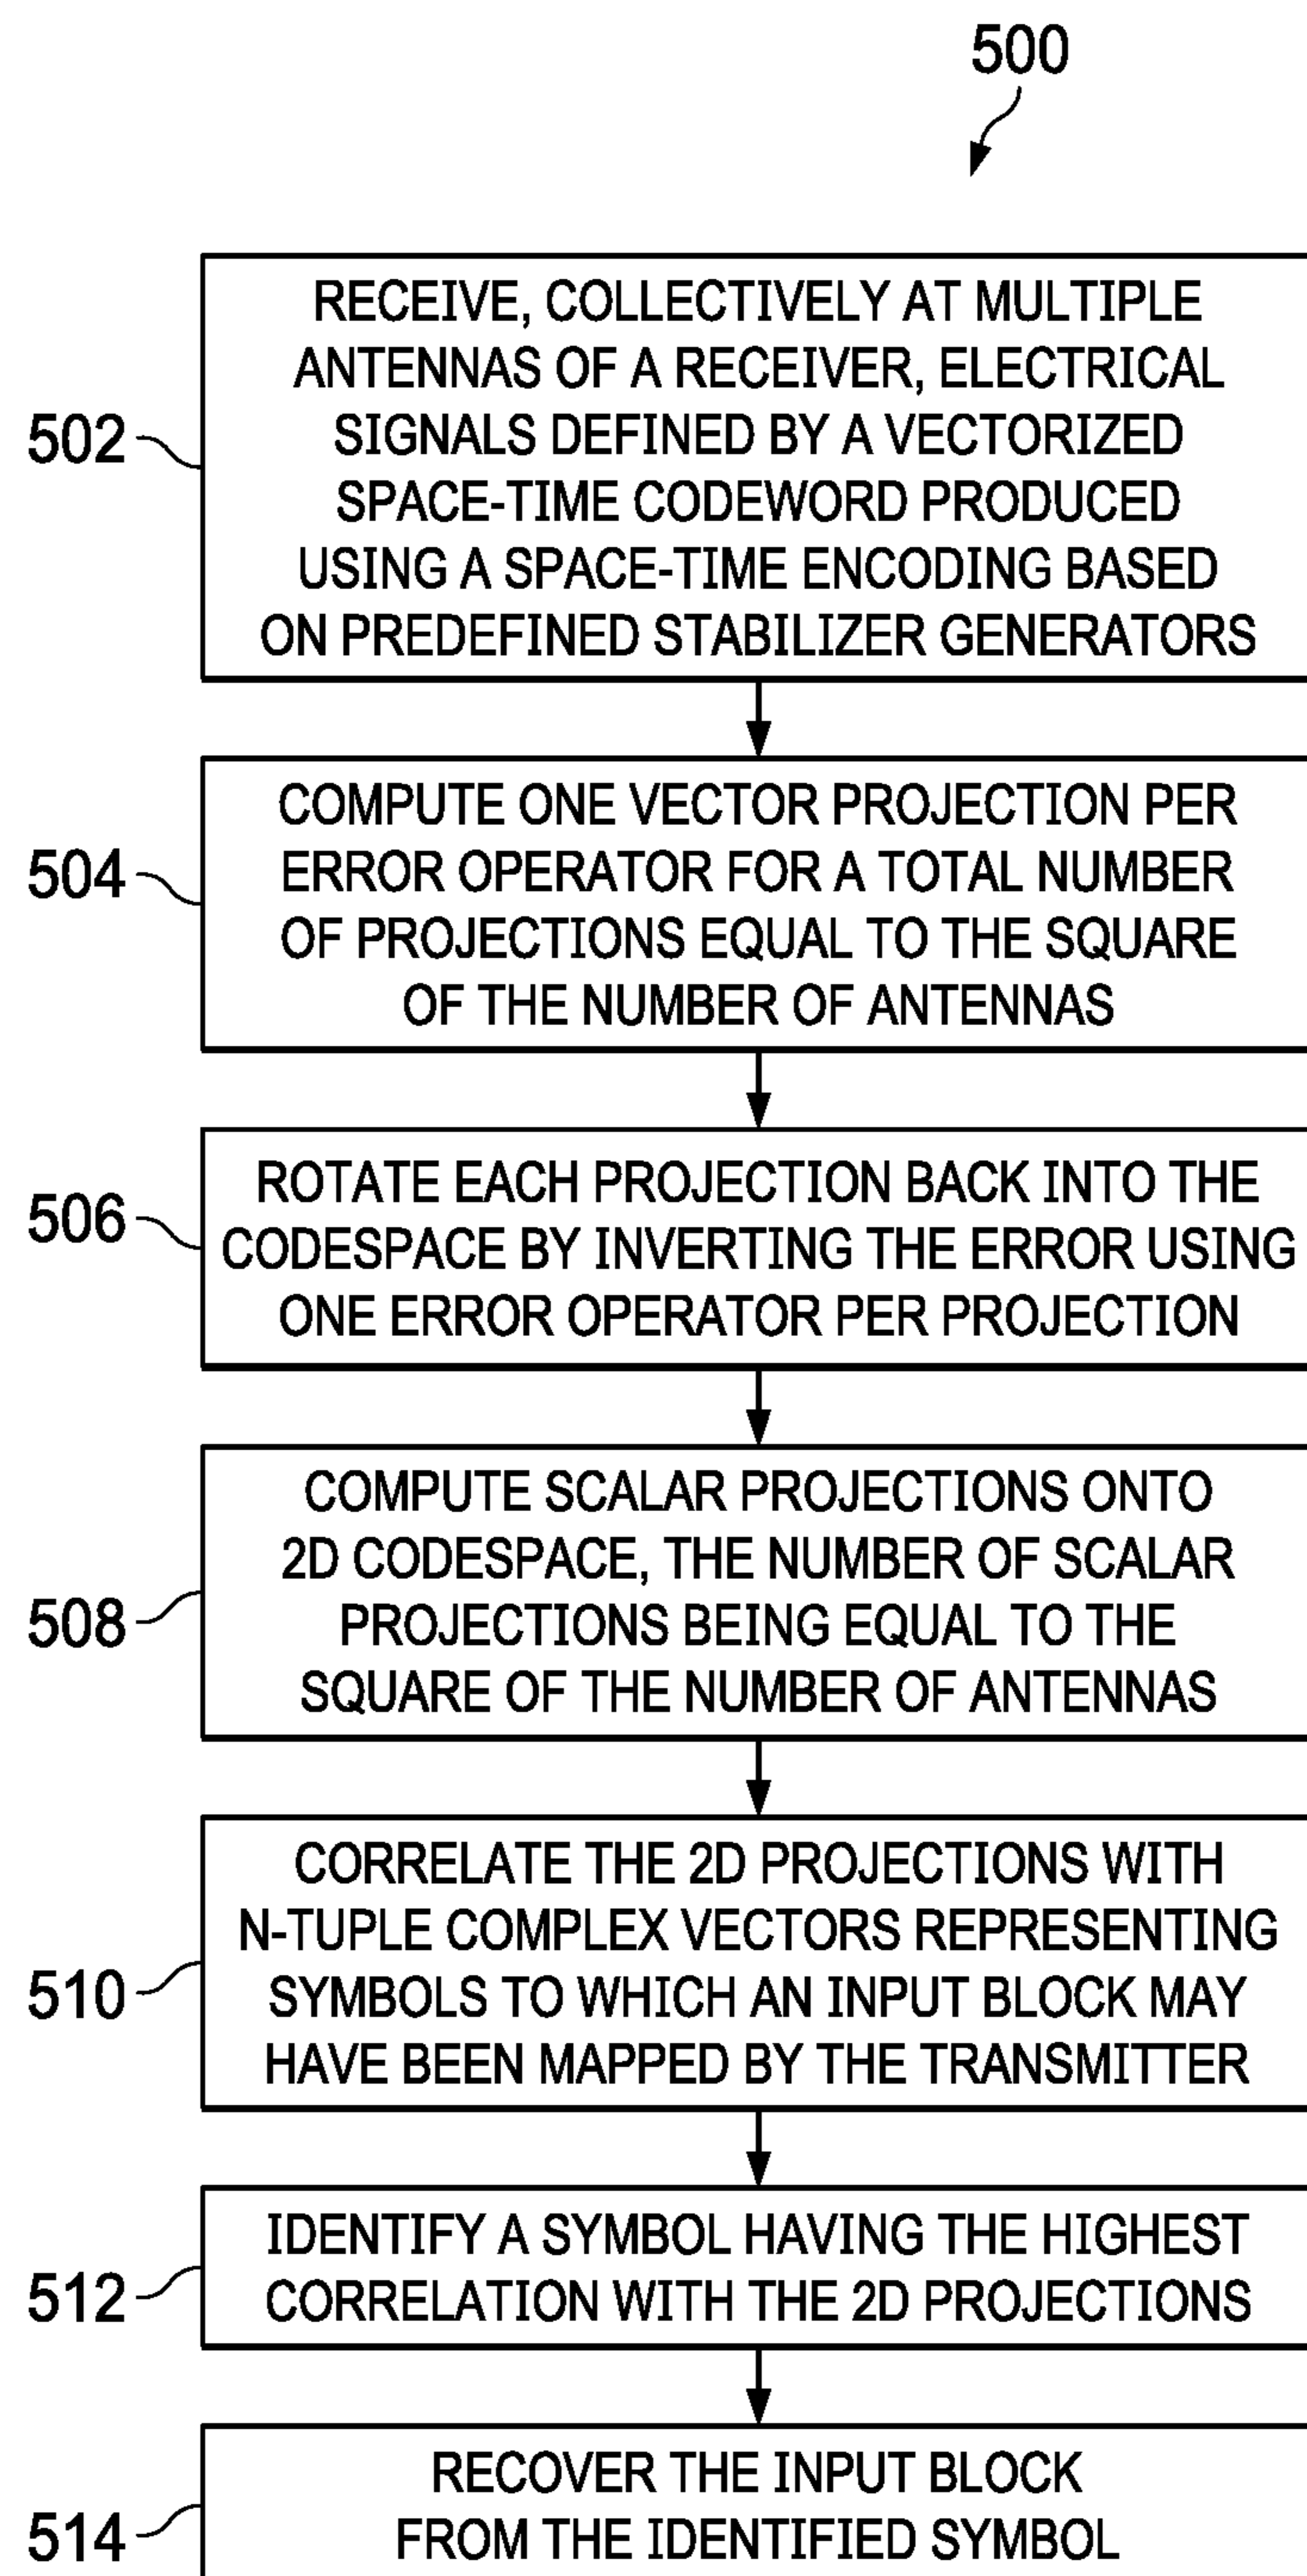 500
502
RECEIVE, COLLECTIVELY AT MULTIPLE
ANTENNAS OF A RECEIVER, ELECTRICAL
SIGNALS DEFINED BY A VECTORIZED
SPACE-TIME CODEWORD PRODUCED
USING A SPACE-TIME ENCODING BASED
ON PREDEFINED STABILIZER GENERATORS
504
COMPUTE ONE VECTOR PROJECTION PER
ERROR OPERATOR FOR A TOTAL NUMBER
OF PROJECTIONS EQUAL TO THE SQUARE
OF THE NUMBER OF ANTENNAS
506
ROTATE EACH PROJECTION BACK INTO THE
CODESPACE BY INVERTING THE ERROR USING
ONE ERROR OPERATOR PER PROJECTION
508
COMPUTE SCALAR PROJECTIONS ONTO
2D CODESPACE, THE NUMBER OF SCALAR
PROJECTIONS BEING EQUAL TO THE
SQUARE OF THE NUMBER OF ANTENNAS
510
CORRELATE THE 2D PROJECTIONS WITH
N-TUPLE COMPLEX VECTORS REPRESENTING
SYMBOLS TO WHICH AN INPUT BLOCK MAY
HAVE BEEN MAPPED BY THE TRANSMITTER
512
IDENTIFY A SYMBOL HAVING THE HIGHEST
CORRELATION WITH THE 2D PROJECTIONS
514
RECOVER THE INPUT BLOCK
FROM THE IDENTIFIED SYMBOL